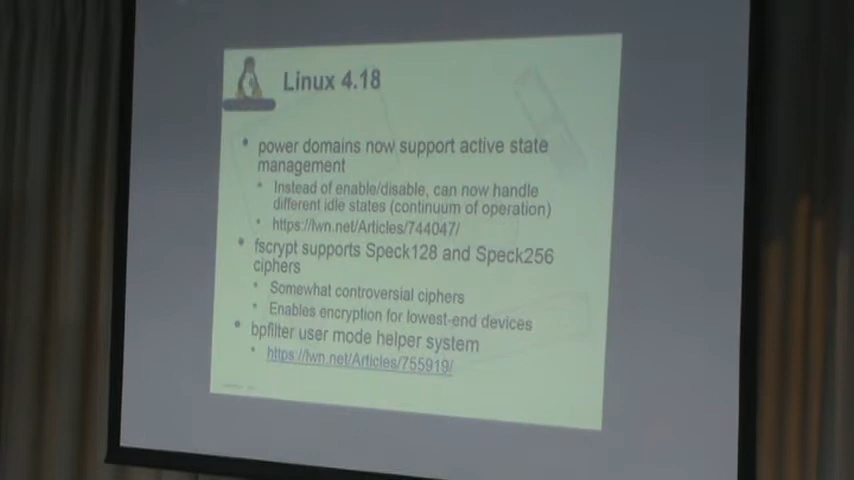 Linux 4.18
• power domains now support active state
management
• Instead of enable/disable, can now handle
different idle states (continuum of operation)
• https://lwn.net/Articles/744047/
• fscrypt supports Speck128 and Speck256
ciphers
• Somewhat controversial ciphers
• Enables encryption for lowest-end devices
• bpfilter user mode helper system
• https://lwn.net/Articles/755919/